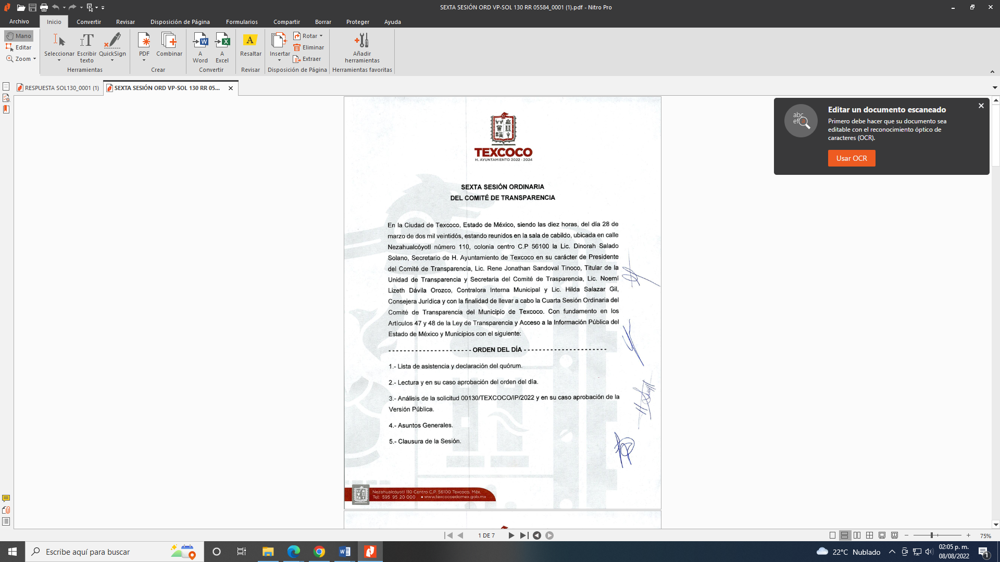 SEXTA SESIÓN ORD VP-SOL 130 RR 05584_0001 (1).pdf - Nitro Pro
Archivo Inicio Convertir Revisar Disposición de Página Formularios Compartir Borrar Proteger Ayuda
Mano
Editar
Zoom
Seleccionar
Escribir texto
QuickSign
Herramientas
PDF
Combinar
Crear
A Word
A Excel
Convertir
A
Resaltar
Revisar
Insertar
Rotar
Eliminar
Extraer
Disposición de Página
Añadir herramientas
Herramientas favoritas
RESPUESTA SOL130_0001 (1)
SEXTA SESIÓN ORD VP-SOL 130 RR 05...
Editar un documento escaneado
Primero debe hacer que su documento sea
editable con el reconocimiento óptico de
caracteres (OCR).
Usar OCR
TEXCOCO
H. AYUNTAMIENTO 2022 - 2024
SEXTA SESIÓN ORDINARIA
DEL COMITÉ DE TRANSPARENCIA
En la Ciudad de Texcoco, Estado de México, siendo las diez horas, del día 28 de
marzo de dos mil veintidós, estando reunidos en la sala de cabildo, ubicada en calle
Nezahualcóyotl número 110, colonia centro C.P 56100 la Lic. Dinorah Salado
Solano, Secretario de H. Ayuntamiento de Texcoco en su carácter de Presidente
del Comité de Transparencia, Lic. Rene Jonathan Sandoval Tinoco, Titular de la
Unidad de Transparencia y Secretaria del Comité de Trasparencia, Lic. Noemí
Lizeth Dávila Orozco, Contralora Interna Municipal y Lic. Hilda Salazar Gil,
Consejera Jurídica y con la finalidad de llevar a cabo la Cuarta Sesión Ordinaria del
Comité de Transparencia del Municipio de Texcoco. Con fundamento en los
Artículos 47 y 48 de la Ley de Transparencia y Acceso a la Información Pública del
Estado de México y Municipios con el siguiente:
- - - - - - - - - - - - - - - - - - - - - - ORDEN DEL DÍA - - - - - - - - - - - - - - - - - - - - - -
1.- Lista de asistencia y declaración del quórum.
2.- Lectura y en su caso aprobación del orden del día.
3.- Análisis de la solicitud 00130/TEXCOCO/IP/2022 y en su caso aprobación de la
Versión Pública.
4.- Asuntos Generales.
5.- Clausura de la Sesión.
Nezahualcóyotl 110 Centro C.P. 56100 Texcoco. Méx.
Tel: 595 95 20 000 • www.texcocoedomex.gob.mx
1 DE 7
75%
Escribe aquí para buscar
22°C Nublado
02:05 p. m.
08/08/2022
1